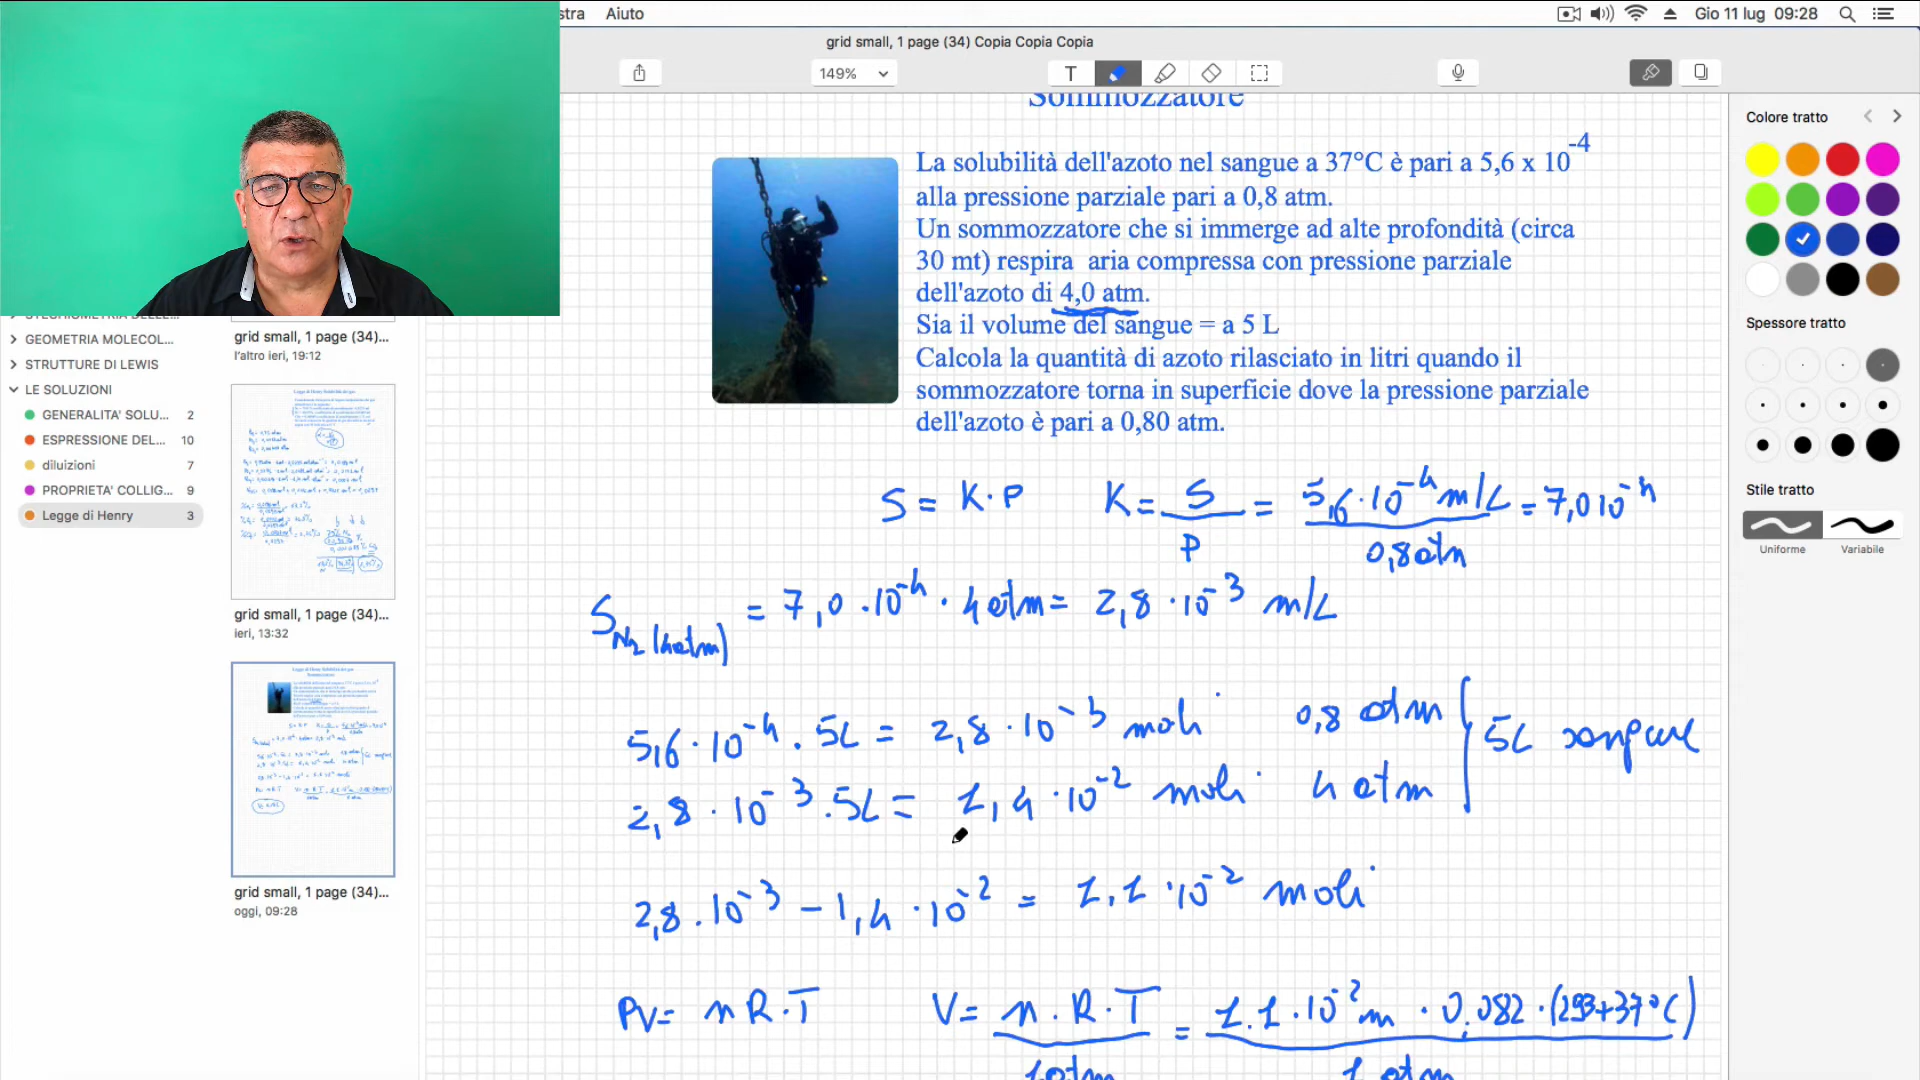 stra Aiuto Gio 11 lug 09:28
grid small, 1 page (34) Copia Copia Copia
149%
T
Sommozzatore
La solubilità dell'azoto nel sangue a 37°C è pari a 5,6 x 10-4
alla pressione parziale pari a 0,8 atm.
Un sommozzatore che si immerge ad alte profondità (circa
30 mt) respira aria compressa con pressione parziale
dell'azoto di 4,0 atm.
Sia il volume del sangue = a 5 L
Calcola la quantità di azoto rilasciato in litri quando il
sommozzatore torna in superficie dove la pressione parziale
dell'azoto è pari a 0,80 atm.
S = K·P K = S/P = 5,6·10-4 m/L / 0,8 atm = 7,0 10-4
S N2 (4atm) = 7,0·10-4 · 4 atm = 2,8·10-3 m/L
5,6·10-4 · 5L = 2,8·10-3 moli 0,8 atm
5L sangue
2,8·10-3 · 5L = 1,4·10-2 moli 4 atm
2,8·10-3 − 1,4·10-2 = 1,1·10-2 moli
PV = nR·T V = n·R·T / 1 atm = 1,1·10-2 m · 0,082 · (293+37°C) / 1 atm
GEOMETRIA MOLECOL...
STRUTTURE DI LEWIS
LE SOLUZIONI
GENERALITA' SOLU... 2
ESPRESSIONE DEL... 10
diluizioni 7
PROPRIETA' COLLIG... 9
Legge di Henry 3
grid small, 1 page (34)...
l'altro ieri, 19:12
grid small, 1 page (34)...
ieri, 13:32
grid small, 1 page (34)...
oggi, 09:28
Colore tratto
Spessore tratto
Stile tratto
Uniforme Variabile